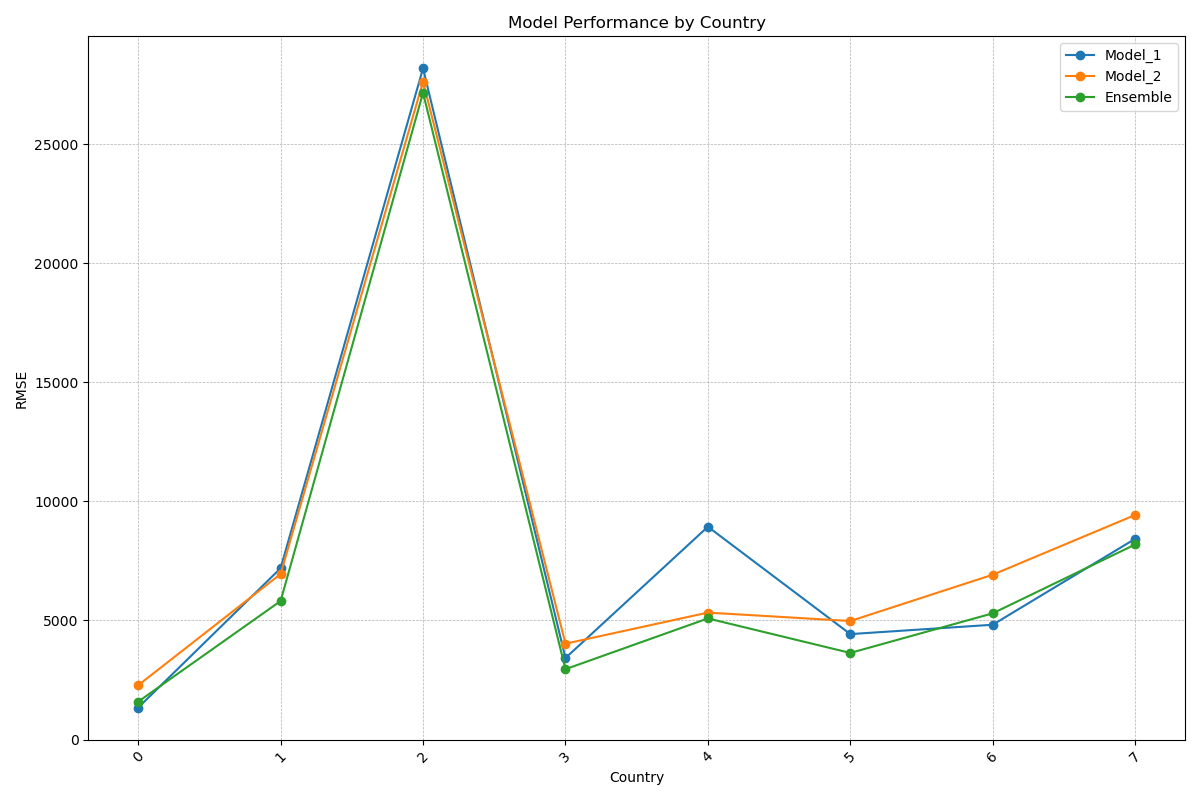 Model Performance by Country
Model_1
Model_2
Ensemble
RMSE
25000
20000
15000
10000
5000
0
0 1 2 3 4 5 6 7
Country